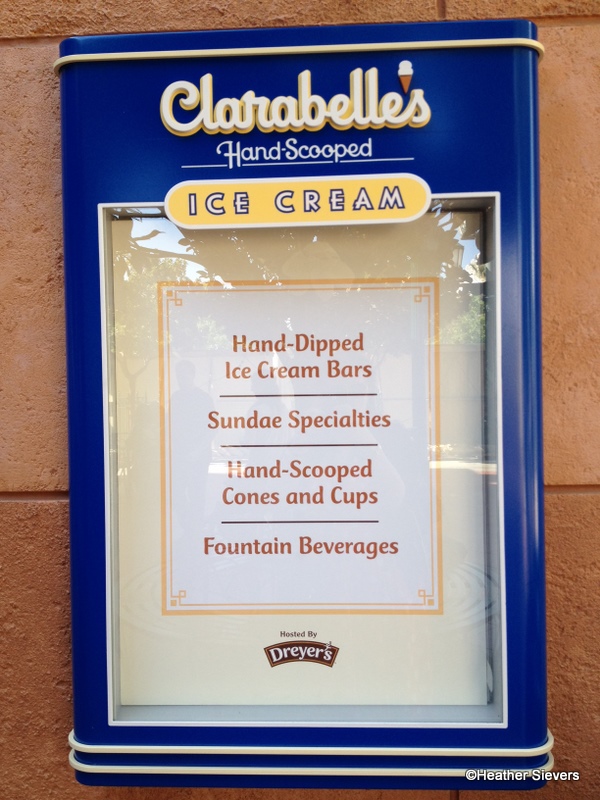 Clarabelle's
Hand-Scooped
ICE CREAM
Hand-Dipped
Ice Cream Bars
Sundae Specialties
Hand-Scooped
Cones and Cups
Fountain Beverages
Hosted By
Dreyer's
©Heather Sievers